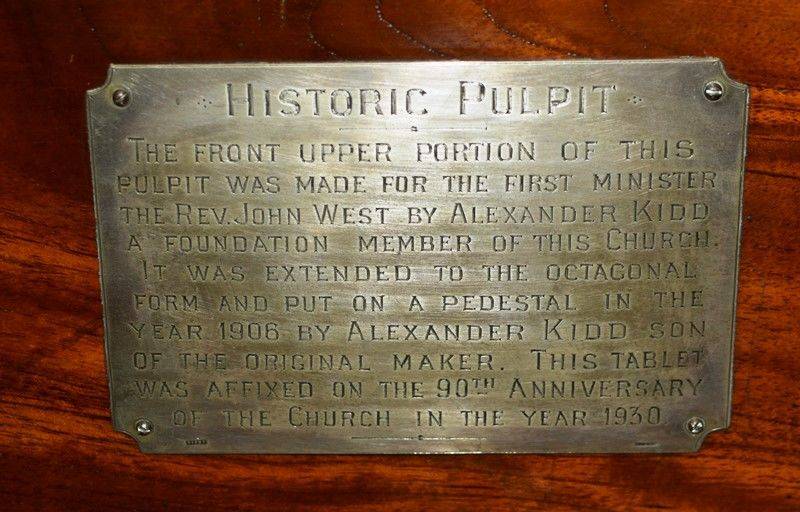 HISTORIC PULPIT
THE FRONT UPPER PORTION OF THIS
PULPIT WAS MADE FOR THE FIRST MINISTER
THE REV. JOHN WEST BY ALEXANDER KIDD
A FOUNDATION MEMBER OF THIS CHURCH.
IT WAS EXTENDED TO THE OCTAGONAL
FORM AND PUT ON A PEDESTAL IN THE
YEAR 1906 BY ALEXANDER KIDD SON
OF THE ORIGINAL MAKER. THIS TABLET
WAS AFFIXED ON THE 90TH ANNIVERSARY
OF THE CHURCH IN THE YEAR 1930